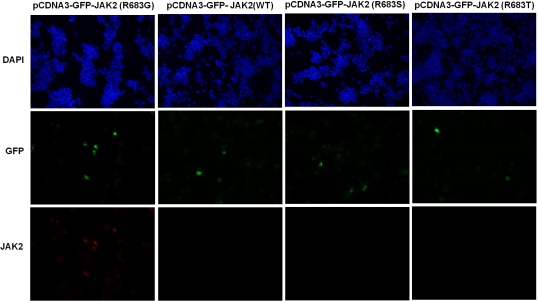 pCDNA3-GFP-JAK2 (R683G) pCDNA3-GFP- JAK2(WT) pCDNA3-GFP-JAK2 (R683S) pCDNA3-GFP-JAK2 (R683T)
DAPI
GFP
JAK2